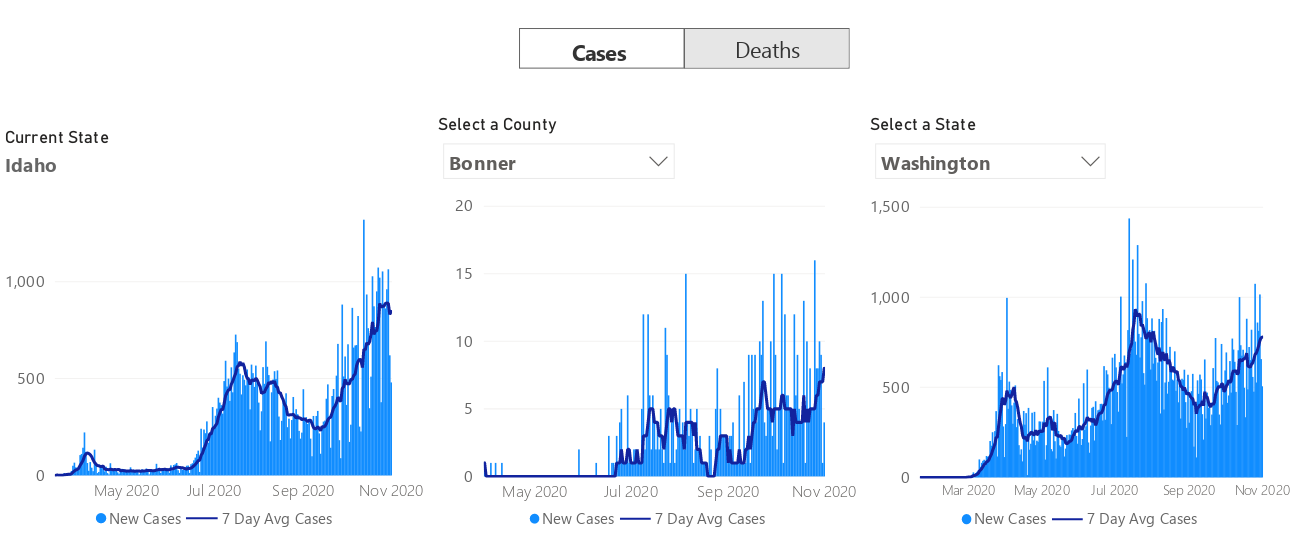 Cases Deaths
Current State
Idaho
Select a County
Bonner
Select a State
Washington
1,000
500
0
May 2020 Jul 2020 Sep 2020 Nov 2020
New Cases 7 Day Avg Cases
20
15
10
5
0
May 2020 Jul 2020 Sep 2020 Nov 2020
New Cases 7 Day Avg Cases
1,500
1,000
500
0
Mar 2020 May 2020 Jul 2020 Sep 2020 Nov 2020
New Cases 7 Day Avg Cases